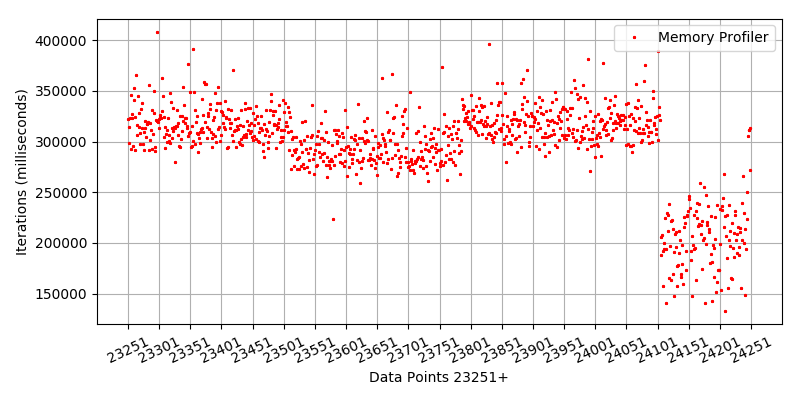 Memory Profiler
Iterations (milliseconds)
400000
350000
300000
250000
200000
150000
23251 23301 23351 23401 23451 23501 23551 23601 23651 23701 23751 23801 23851 23901 23951 24001 24051 24101 24151 24201 24251
Data Points 23251+